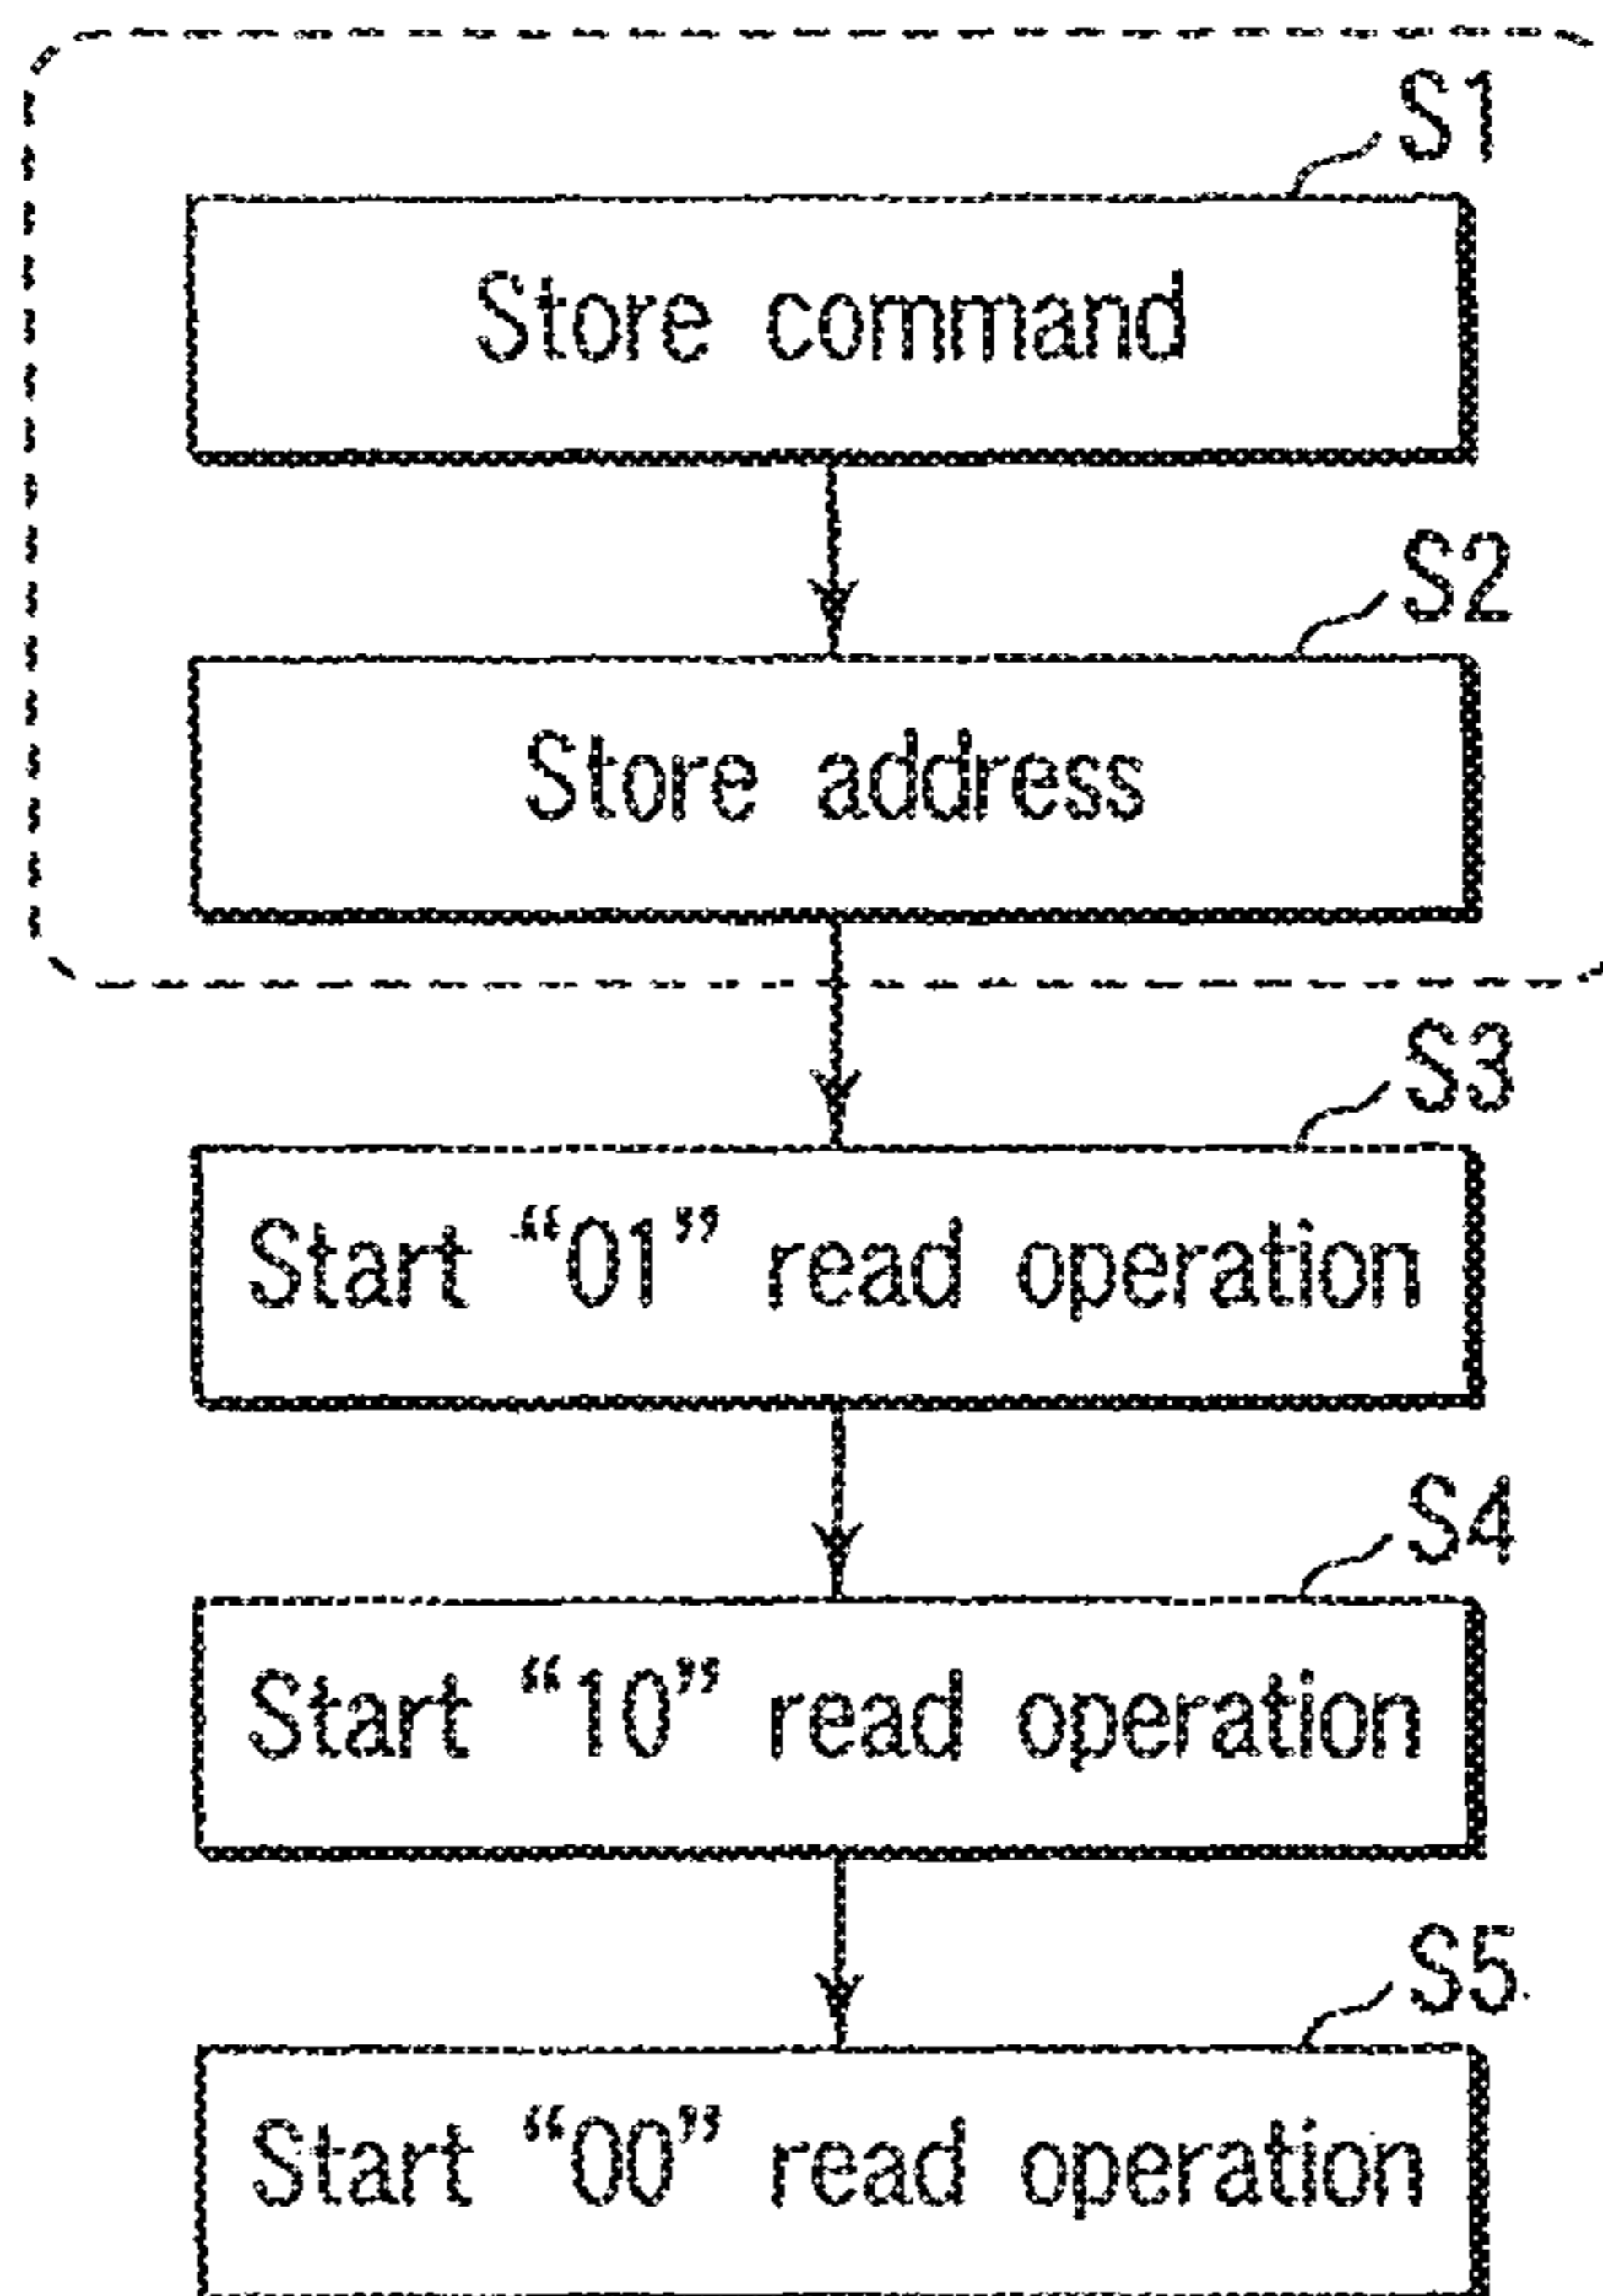 S1
Store command
S2
Store address
S3
Start “01” read operation
S4
Start “10” read operation
S5
Start “00” read operation